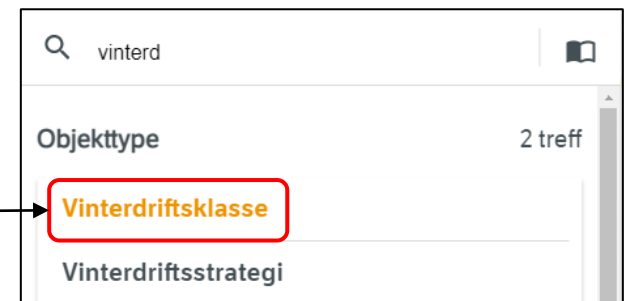 vinterd
Objekttype 2 treff
Vinterdriftsklasse
Vinterdriftsstrategi